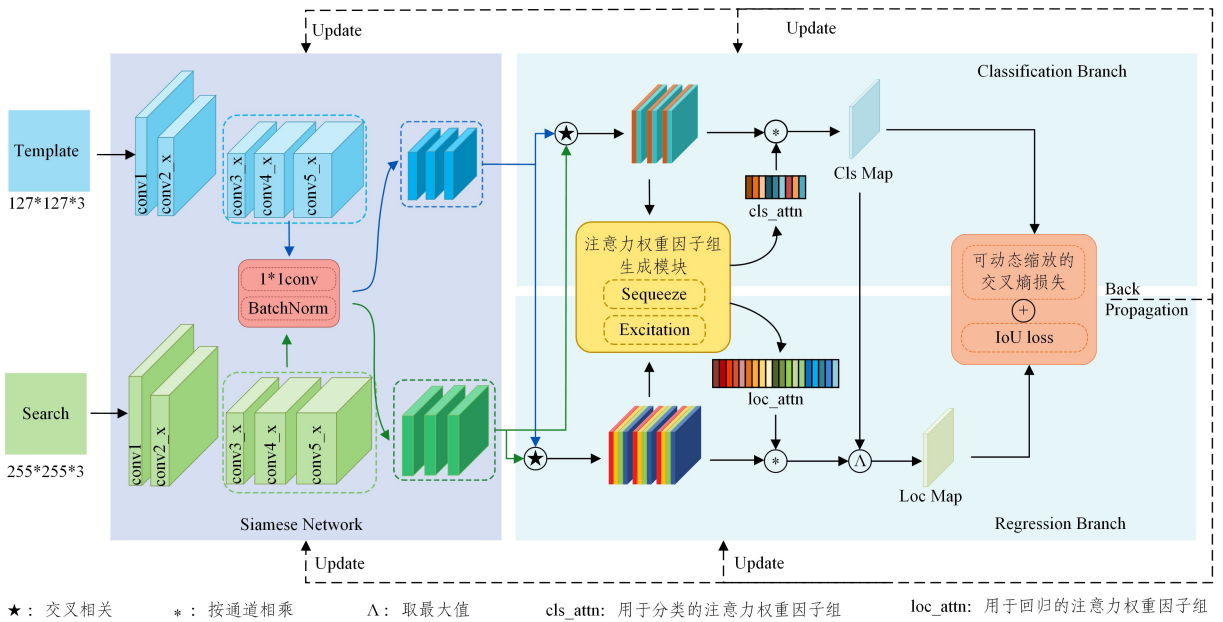 Update
Update
Classification Branch
Template
127*127*3
conv1
conv2_x
conv3_x
conv4_x
conv5_x
Cls Map
cls_attn
1*1conv
BatchNorm
注意力权重因子组
生成模块
Sequeeze
Excitation
可动态缩放的
交叉熵损失
+
IoU loss
Back
Propagation
Search
255*255*3
conv1
conv2_x
conv3_x
conv4_x
conv5_x
loc_attn
Loc Map
Siamese Network
Regression Branch
Update
Update
★： 交叉相关
*： 按通道相乘
Λ： 取最大值
cls_attn: 用于分类的注意力权重因子组
loc_attn: 用于回归的注意力权重因子组